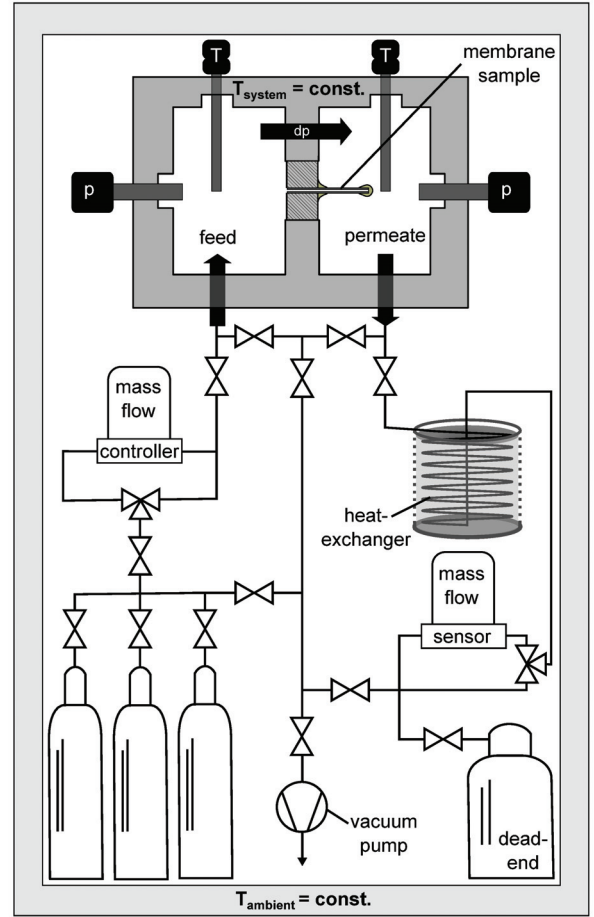 T
T
membrane
sample
Tsystem = const.
dp
p
p
feed
permeate
mass
flow
controller
heat-
exchanger
mass
flow
sensor
vacuum
pump
dead-
end
Tambient = const.